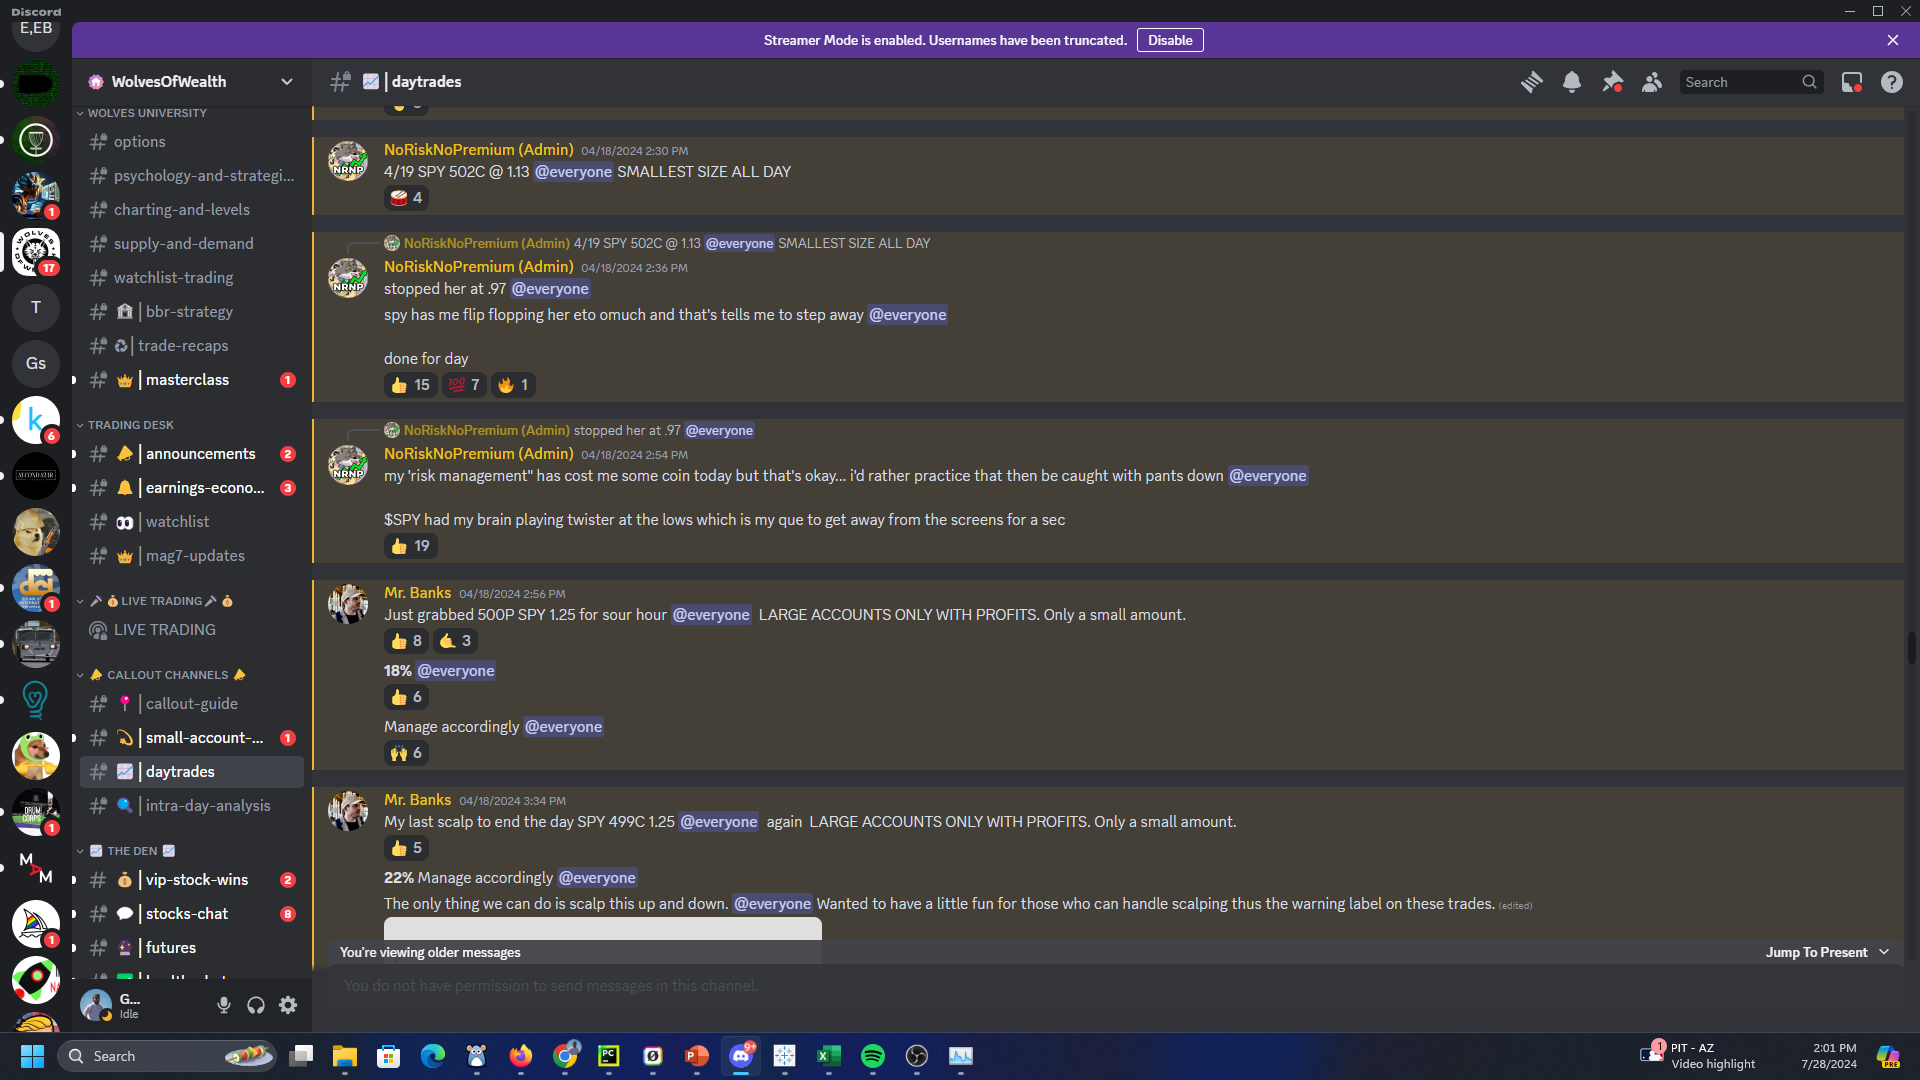 Discord
E,EB
Streamer Mode is enabled. Usernames have been truncated.
Disable
WolvesOfWealth
| daytrades
Search
WOLVES UNIVERSITY
options
psychology-and-strategi...
charting-and-levels
supply-and-demand
watchlist-trading
| bbr-strategy
| trade-recaps
| masterclass
1
TRADING DESK
| announcements
2
| earnings-econo...
3
| watchlist
| mag7-updates
LIVE TRADING
LIVE TRADING
CALLOUT CHANNELS
| callout-guide
| small-account-...
1
| daytrades
| intra-day-analysis
THE DEN
| vip-stock-wins
2
| stocks-chat
8
| futures
1
17
T
Gs
k
6
SECOND STAR
dci
1
DRUM CORPS
1
M A M
1
G...
Idle
NRNP
NoRiskNoPremium (Admin) 04/18/2024 2:30 PM
4/19 SPY 502C @ 1.13 @everyone SMALLEST SIZE ALL DAY
4
NoRiskNoPremium (Admin) 4/19 SPY 502C @ 1.13 @everyone SMALLEST SIZE ALL DAY
NRNP
NoRiskNoPremium (Admin) 04/18/2024 2:36 PM
stopped her at .97 @everyone
spy has me flip flopping her eto omuch and that's tells me to step away @everyone
done for day
15
100 7
1
NoRiskNoPremium (Admin) stopped her at .97 @everyone
NRNP
NoRiskNoPremium (Admin) 04/18/2024 2:54 PM
my 'risk management" has cost me some coin today but that's okay... i'd rather practice that then be caught with pants down @everyone
$SPY had my brain playing twister at the lows which is my que to get away from the screens for a sec
19
Mr. Banks 04/18/2024 2:56 PM
Just grabbed 500P SPY 1.25 for sour hour @everyone LARGE ACCOUNTS ONLY WITH PROFITS. Only a small amount.
8
3
18% @everyone
6
Manage accordingly @everyone
6
Mr. Banks 04/18/2024 3:34 PM
My last scalp to end the day SPY 499C 1.25 @everyone again LARGE ACCOUNTS ONLY WITH PROFITS. Only a small amount.
5
22% Manage accordingly @everyone
The only thing we can do is scalp this up and down. @everyone Wanted to have a little fun for those who can handle scalping thus the warning label on these trades. (edited)
You're viewing older messages
Jump To Present
You do not have permission to send messages in this channel.
Search
PC
P
9+
X
1
PIT - AZ
Video highlight
2:01 PM
7/28/2024
PRE